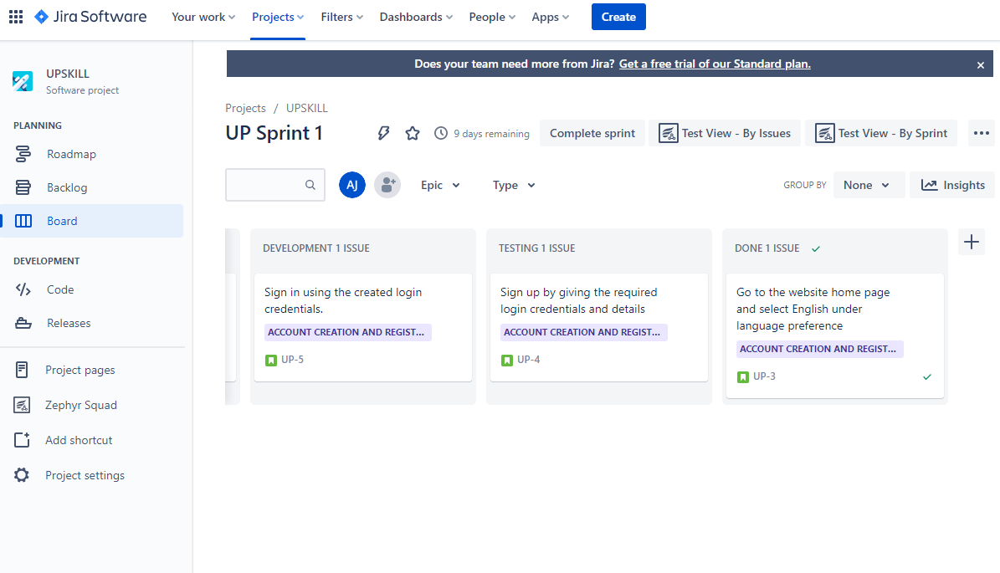 Jira Software Your work Projects Filters Dashboards People Apps Create
Does your team need more from Jira? Get a free trial of our Standard plan.
UPSKILL
Software project
PLANNING
Roadmap
Backlog
Board
DEVELOPMENT
Code
Releases
Project pages
Zephyr Squad
Add shortcut
Project settings
Projects / UPSKILL
UP Sprint 1 9 days remaining Complete sprint Test View - By Issues Test View - By Sprint
AJ Epic Type GROUP BY None Insights
DEVELOPMENT 1 ISSUE
Sign in using the created login
credentials.
ACCOUNT CREATION AND REGIST...
UP-5
TESTING 1 ISSUE
Sign up by giving the required
login credentials and details
ACCOUNT CREATION AND REGIST...
UP-4
DONE 1 ISSUE
Go to the website home page
and select English under
language preference
ACCOUNT CREATION AND REGIST...
UP-3